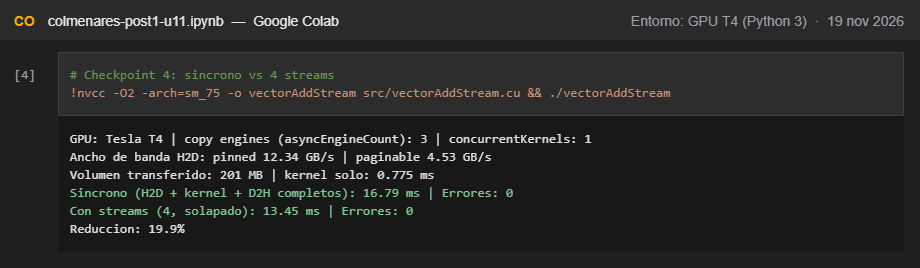 CO colmenares-post1-u11.ipynb — Google Colab Entorno: GPU T4 (Python 3) · 19 nov 2026
[4] # Checkpoint 4: sincrono vs 4 streams
!nvcc -O2 -arch=sm_75 -o vectorAddStream src/vectorAddStream.cu && ./vectorAddStream
GPU: Tesla T4 | copy engines (asyncEngineCount): 3 | concurrentKernels: 1
Ancho de banda H2D: pinned 12.34 GB/s | paginable 4.53 GB/s
Volumen transferido: 201 MB | kernel solo: 0.775 ms
Sincrono (H2D + kernel + D2H completos): 16.79 ms | Errores: 0
Con streams (4, solapado): 13.45 ms | Errores: 0
Reduccion: 19.9%